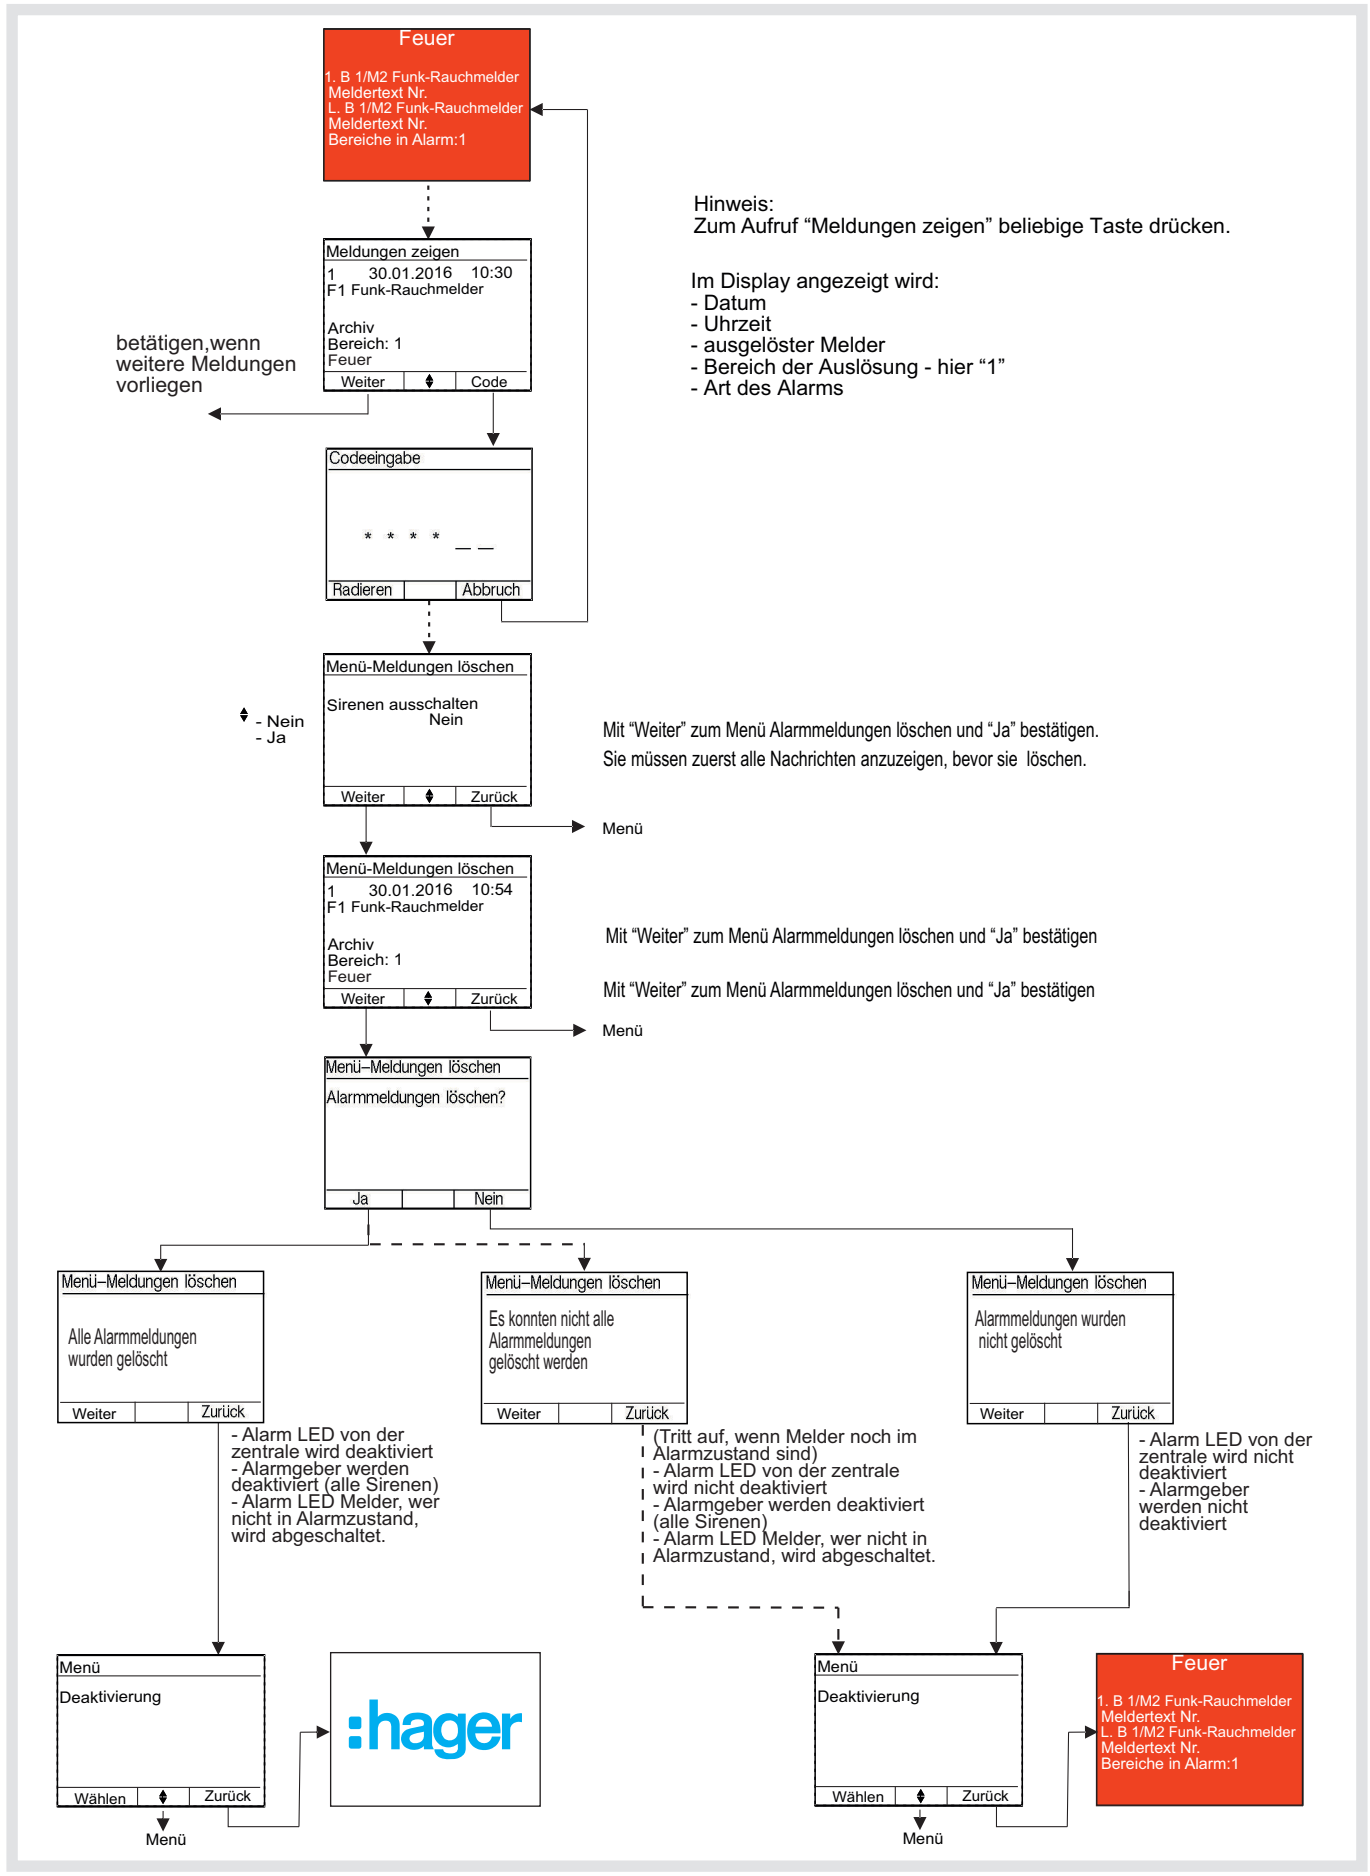 Feuer
1. B 1/M2 Funk-Rauchmelder
Meldertext Nr.
L. B 1/M2 Funk-Rauchmelder
Meldertext Nr.
Bereiche in Alarm:1
Hinweis:
Zum Aufruf “Meldungen zeigen” beliebige Taste drücken.
Im Display angezeigt wird:
- Datum
- Uhrzeit
- ausgelöster Melder
- Bereich der Auslösung - hier “1”
- Art des Alarms
Meldungen zeigen
1 30.01.2016 10:30
F1 Funk-Rauchmelder
Archiv
Bereich: 1
Feuer
Weiter Code
betätigen,wenn
weitere Meldungen
vorliegen
Codeeingabe
* * * * _ _
Radieren Abbruch
Menü-Meldungen löschen
Sirenen ausschalten
Nein
Weiter Zurück
- Nein
- Ja
Mit “Weiter” zum Menü Alarmmeldungen löschen und “Ja” bestätigen.
Sie müssen zuerst alle Nachrichten anzuzeigen, bevor sie löschen.
Menü
Menü-Meldungen löschen
1 30.01.2016 10:54
F1 Funk-Rauchmelder
Archiv
Bereich: 1
Feuer
Weiter Zurück
Mit “Weiter” zum Menü Alarmmeldungen löschen und “Ja” bestätigen
Mit “Weiter” zum Menü Alarmmeldungen löschen und “Ja” bestätigen
Menü
Menü–Meldungen löschen
Alarmmeldungen löschen?
Ja Nein
Menü–Meldungen löschen
Alle Alarmmeldungen
wurden gelöscht
Weiter Zurück
- Alarm LED von der
zentrale wird deaktiviert
- Alarmgeber werden
deaktiviert (alle Sirenen)
- Alarm LED Melder, wer
nicht in Alarmzustand,
wird abgeschaltet.
Menü–Meldungen löschen
Es konnten nicht alle
Alarmmeldungen
gelöscht werden
Weiter Zurück
(Tritt auf, wenn Melder noch im
Alarmzustand sind)
- Alarm LED von der zentrale
wird nicht deaktiviert
- Alarmgeber werden deaktiviert
(alle Sirenen)
- Alarm LED Melder, wer nicht in
Alarmzustand, wird abgeschaltet.
Menü–Meldungen löschen
Alarmmeldungen wurden
nicht gelöscht
Weiter Zurück
- Alarm LED von der
zentrale wird nicht
deaktiviert
- Alarmgeber
werden nicht
deaktiviert
Menü
Deaktivierung
Wählen Zurück
Menü
:hager
Menü
Deaktivierung
Wählen Zurück
Menü
Feuer
1. B 1/M2 Funk-Rauchmelder
Meldertext Nr.
L. B 1/M2 Funk-Rauchmelder
Meldertext Nr.
Bereiche in Alarm:1